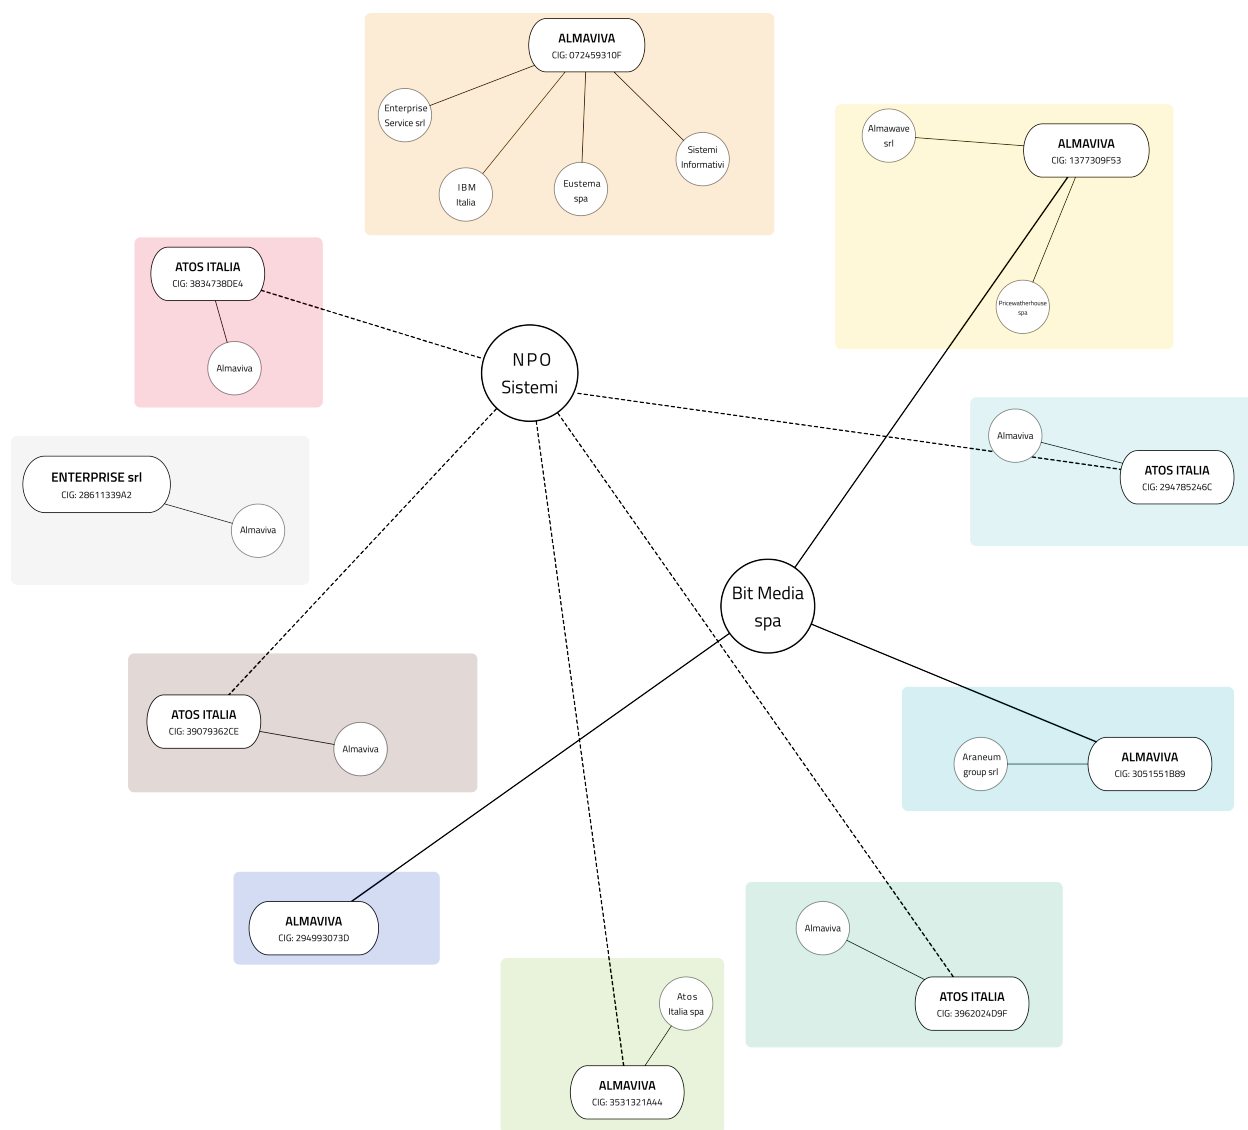 ALMAVIVA
CIG: 072459310F
Enterprise
Service srl
IBM
Italia
Eustema
spa
Sistemi
Informativi
Almawave
srl
ALMAVIVA
CIG: 1377309F53
Pricewatherhouse
spa
ATOS ITALIA
CIG: 3834738DE4
Almaviva
NPO
Sistemi
Almaviva
ATOS ITALIA
CIG: 294785246C
ENTERPRISE srl
CIG: 28611339A2
Almaviva
Bit Media
spa
ATOS ITALIA
CIG: 39079362CE
Almaviva
Araneum
group srl
ALMAVIVA
CIG: 3051551B89
ALMAVIVA
CIG: 294993073D
Almaviva
ATOS ITALIA
CIG: 3962024D9F
Atos
Italia spa
ALMAVIVA
CIG: 3531321A44